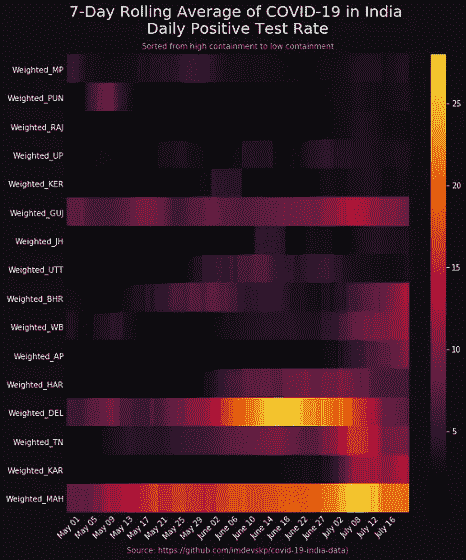 7-Day Rolling Average of COVID-19 in India
Daily Positive Test Rate
Sorted from high containment to low containment
Weighted_MP
Weighted_PUN
Weighted_RAJ
Weighted_UP
Weighted_KER
Weighted_GUJ
Weighted_JH
Weighted_UTT
Weighted_BHR
Weighted_WB
Weighted_AP
Weighted_HAR
Weighted_DEL
Weighted_TN
Weighted_KAR
Weighted_MAH
25
20
15
10
5
May 01 May 05 May 09 May 13 May 17 May 21 May 25 May 29 June 02 June 06 June 10 June 14 June 18 June 22 June 27 July 02 July 08 July 12 July 16
Source: https://github.com/imdevskp/covid-19-india-data)